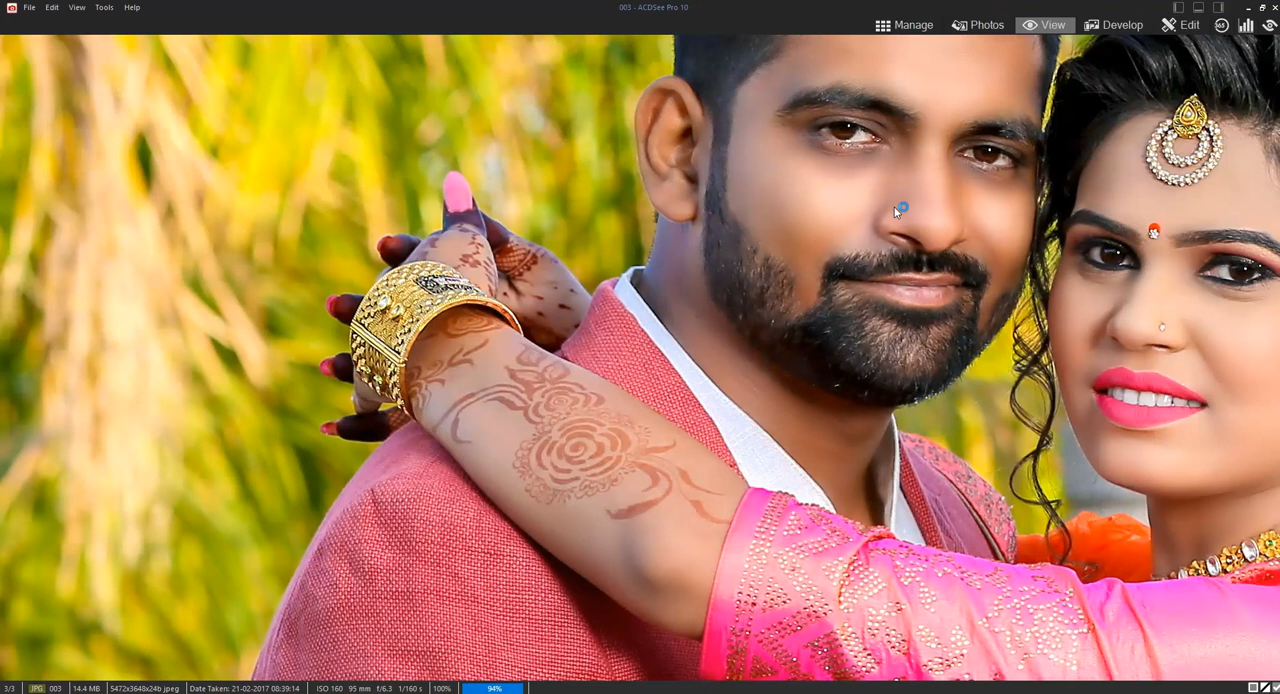 File Edit View Tools Help
003 - ACDSee Pro 10
Manage Photos View Develop Edit 365
3/3 JPG 003 14.4 MB 5472x3648x24b jpeg Date Taken: 21-02-2017 08:39:14 ISO 160 95 mm f/6.3 1/160 s 100% 94%